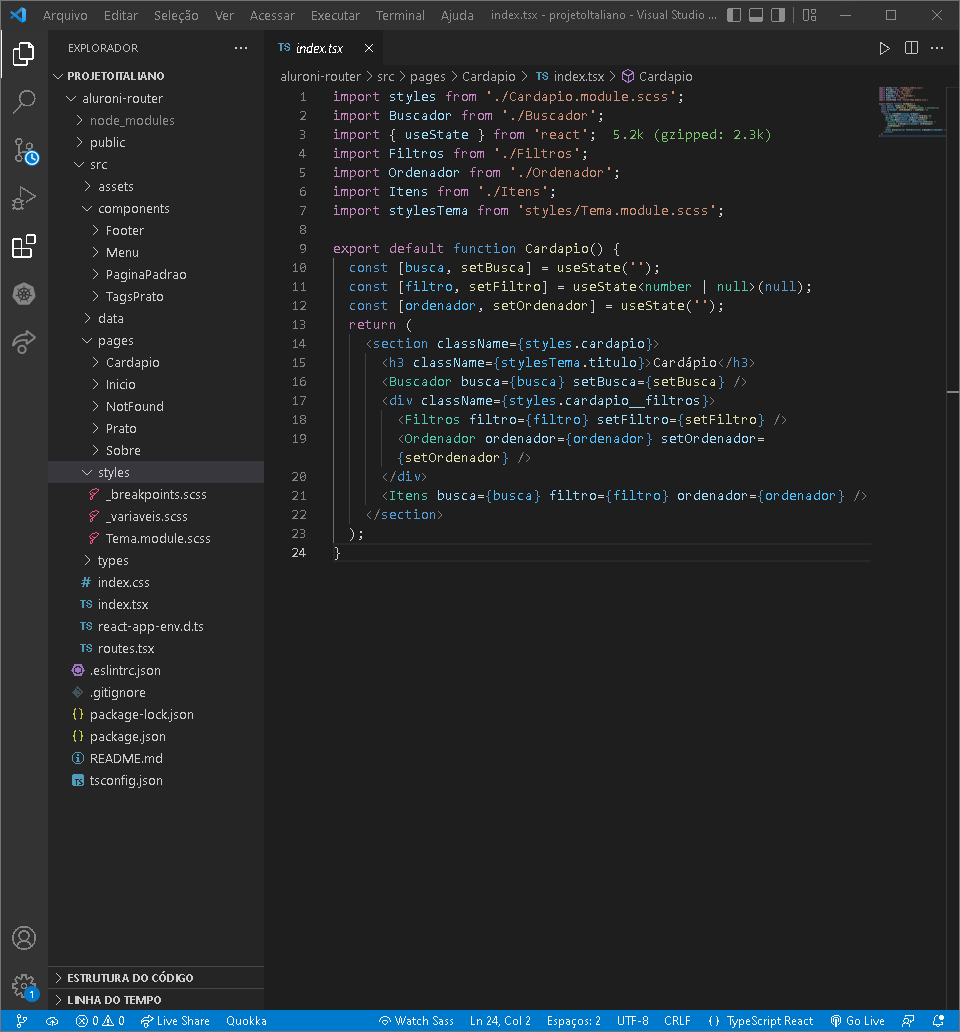 Arquivo Editar Seleção Ver Acessar Executar Terminal Ajuda index.tsx - projetoItaliano - Visual Studio ...
EXPLORADOR
PROJETOITALIANO
aluroni-router
node_modules
public
src
assets
components
Footer
Menu
PaginaPadrao
TagsPrato
data
pages
Cardapio
Inicio
NotFound
Prato
Sobre
styles
_breakpoints.scss
_variaveis.scss
Tema.module.scss
types
# index.css
TS index.tsx
TS react-app-env.d.ts
TS routes.tsx
.eslintrc.json
.gitignore
{} package-lock.json
{} package.json
README.md
TS tsconfig.json
ESTRUTURA DO CÓDIGO
LINHA DO TEMPO
TS index.tsx
aluroni-router > src > pages > Cardapio > TS index.tsx > Cardapio
1 import styles from './Cardapio.module.scss';
2 import Buscador from './Buscador';
3 import { useState } from 'react'; 5.2k (gzipped: 2.3k)
4 import Filtros from './Filtros';
5 import Ordenador from './Ordenador';
6 import Itens from './Itens';
7 import stylesTema from 'styles/Tema.module.scss';
8
9 export default function Cardapio() {
10 const [busca, setBusca] = useState('');
11 const [filtro, setFiltro] = useState<number | null>(null);
12 const [ordenador, setOrdenador] = useState('');
13 return (
14 <section className={styles.cardapio}>
15 <h3 className={stylesTema.titulo}>Cardápio</h3>
16 <Buscador busca={busca} setBusca={setBusca} />
17 <div className={styles.cardapio__filtros}>
18 <Filtros filtro={filtro} setFiltro={setFiltro} />
19 <Ordenador ordenador={ordenador} setOrdenador=
{setOrdenador} />
20 </div>
21 <Itens busca={busca} filtro={filtro} ordenador={ordenador} />
22 </section>
23 );
24 }
1
0 0 Live Share Quokka Watch Sass Ln 24, Col 2 Espaços: 2 UTF-8 CRLF {} TypeScript React Go Live